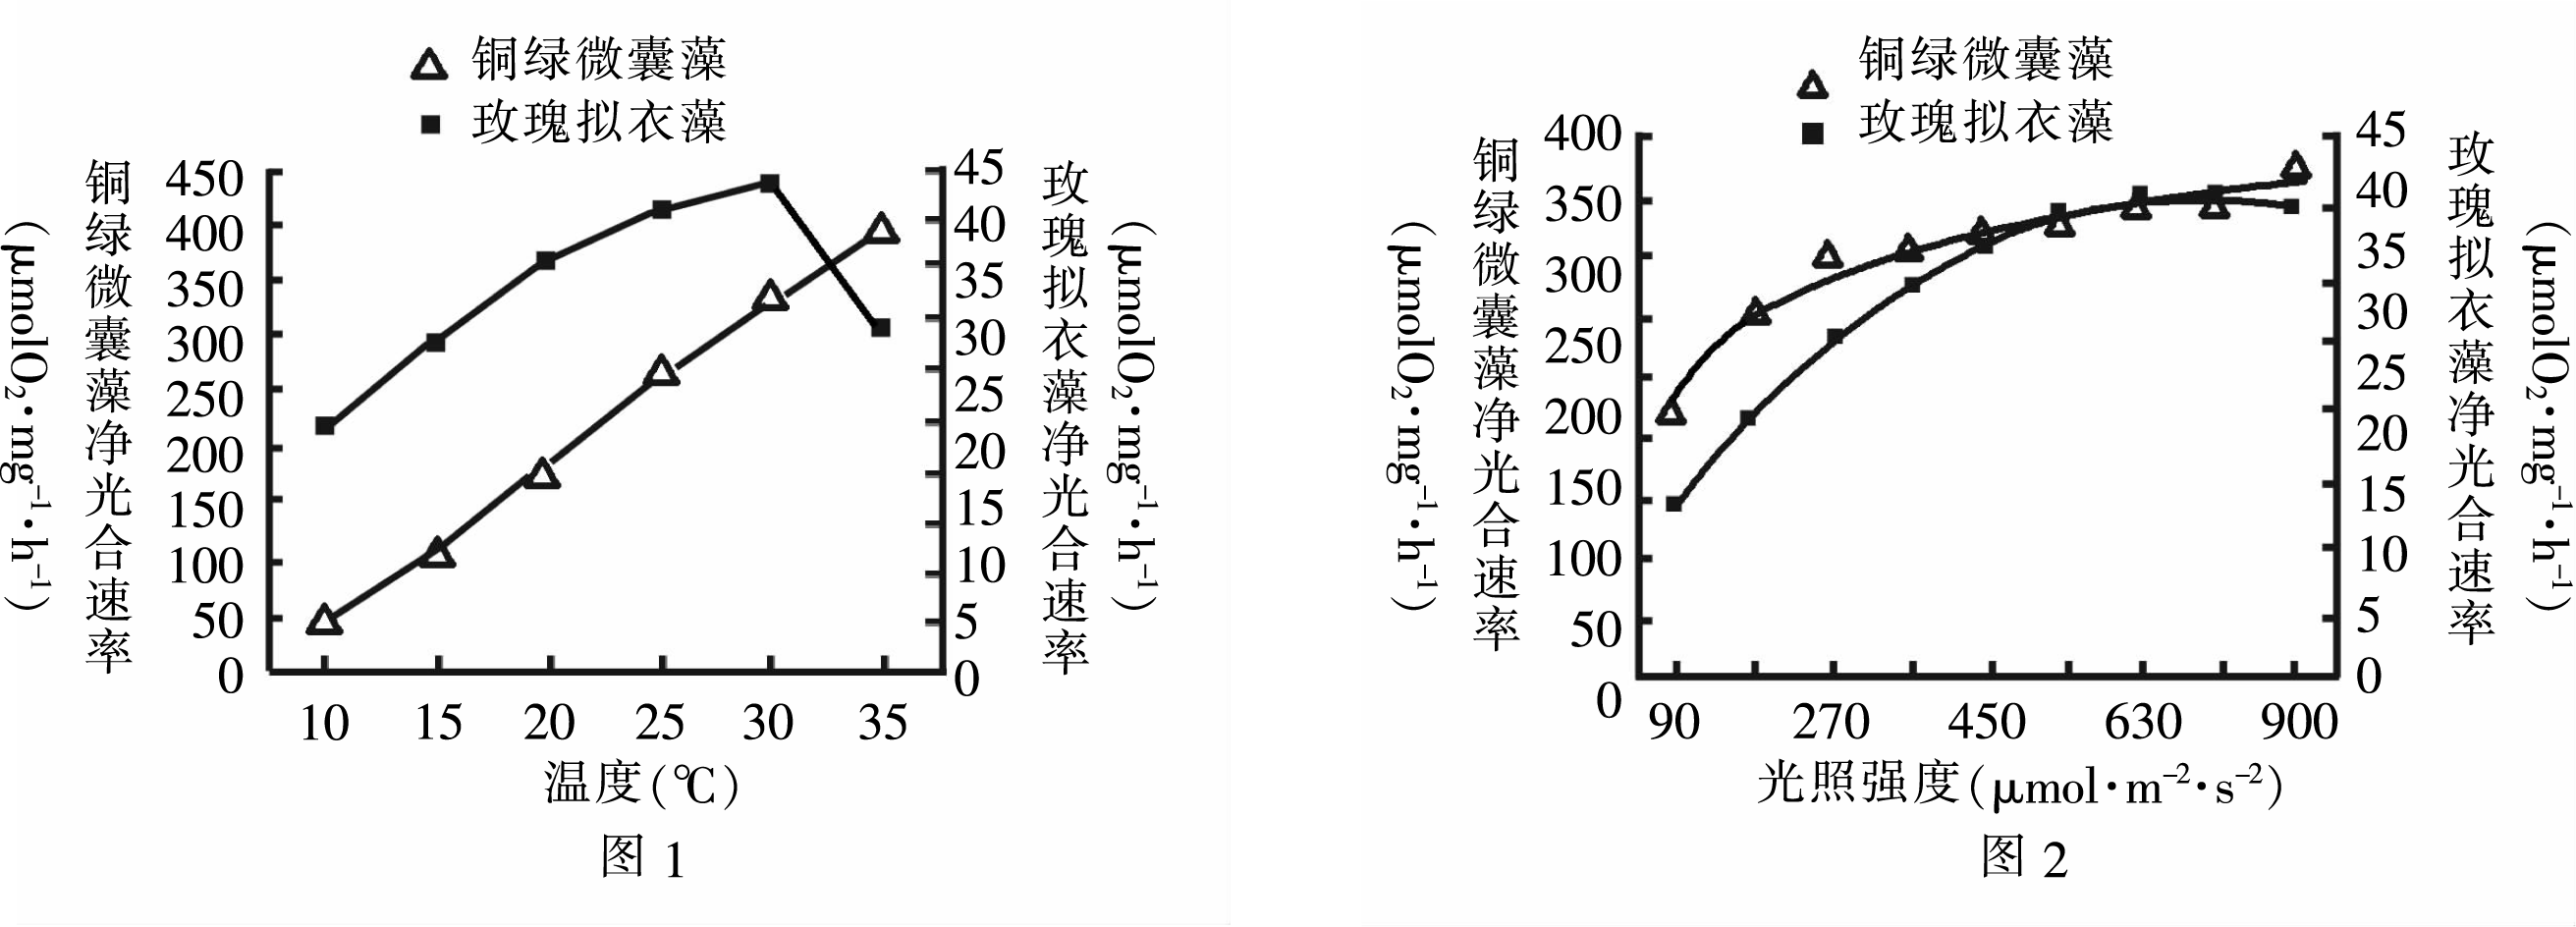 铜绿微囊藻
玫瑰拟衣藻
铜绿微囊藻净光合速率
(μmolO₂·mg⁻¹·h⁻¹)
450
400
350
300
250
200
150
100
50
0
45
40
35
30
25
20
15
10
5
0
玫瑰拟衣藻净光合速率
(μmolO₂·mg⁻¹·h⁻¹)
10 15 20 25 30 35
温度(℃)
图 1
铜绿微囊藻
玫瑰拟衣藻
铜绿微囊藻净光合速率
(μmolO₂·mg⁻¹·h⁻¹)
400
350
300
250
200
150
100
50
0
45
40
35
30
25
20
15
10
5
0
玫瑰拟衣藻净光合速率
(μmolO₂·mg⁻¹·h⁻¹)
90 270 450 630 900
光照强度(μmol·m⁻²·s⁻²)
图 2